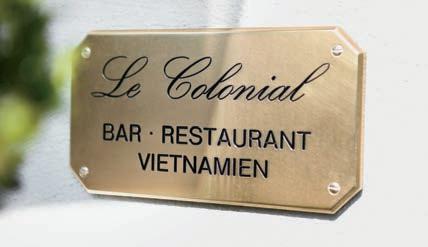 Le Colonial
BAR · RESTAURANT
VIETNAMIEN